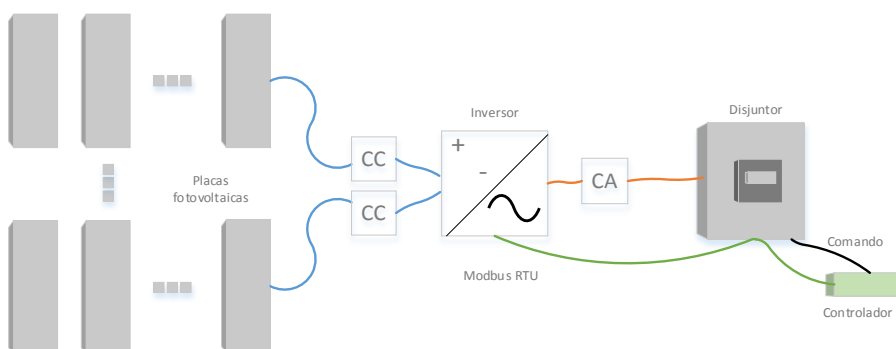 Inversor
Disjuntor
+
-
CC
CC
CA
Placas
fotovoltaicas
Comando
Modbus RTU
Controlador